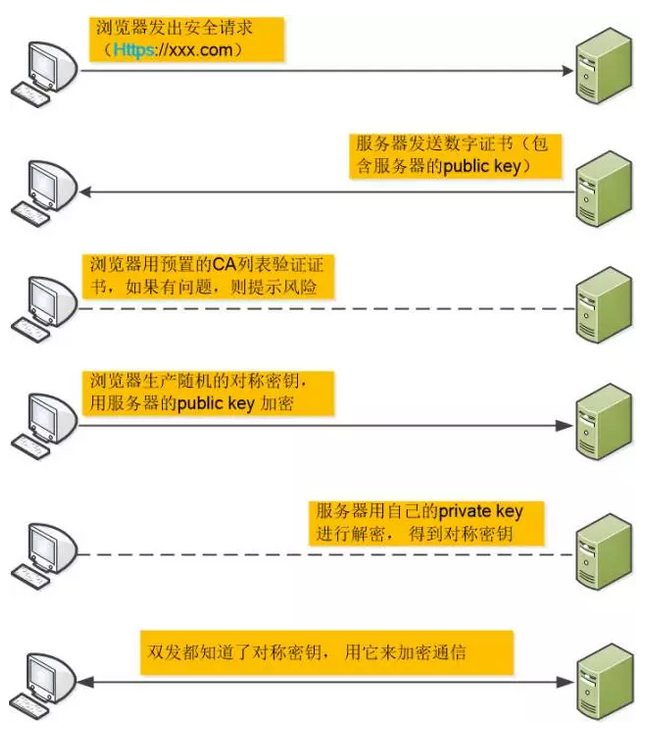 浏览器发出安全请求
（Https://xxx.com）
服务器发送数字证书（包
含服务器的public key）
浏览器用预置的CA列表验证证
书，如果有问题，则提示风险
浏览器生产随机的对称密钥，
用服务器的public key 加密
服务器用自己的private key
进行解密， 得到对称密钥
双发都知道了对称密钥， 用它来加密通信